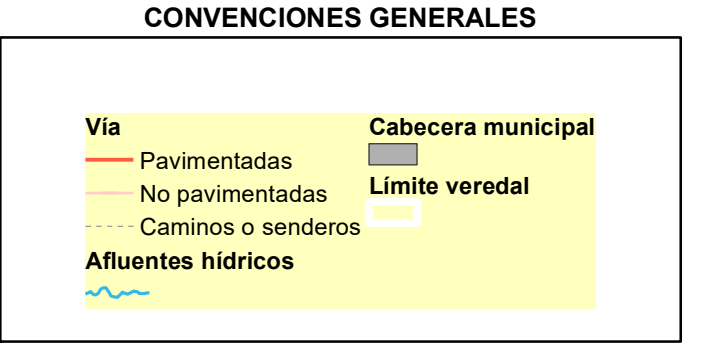 CONVENCIONES GENERALES
Vía
Pavimentadas
No pavimentadas
Caminos o senderos
Afluentes hídricos
Cabecera municipal
Límite veredal